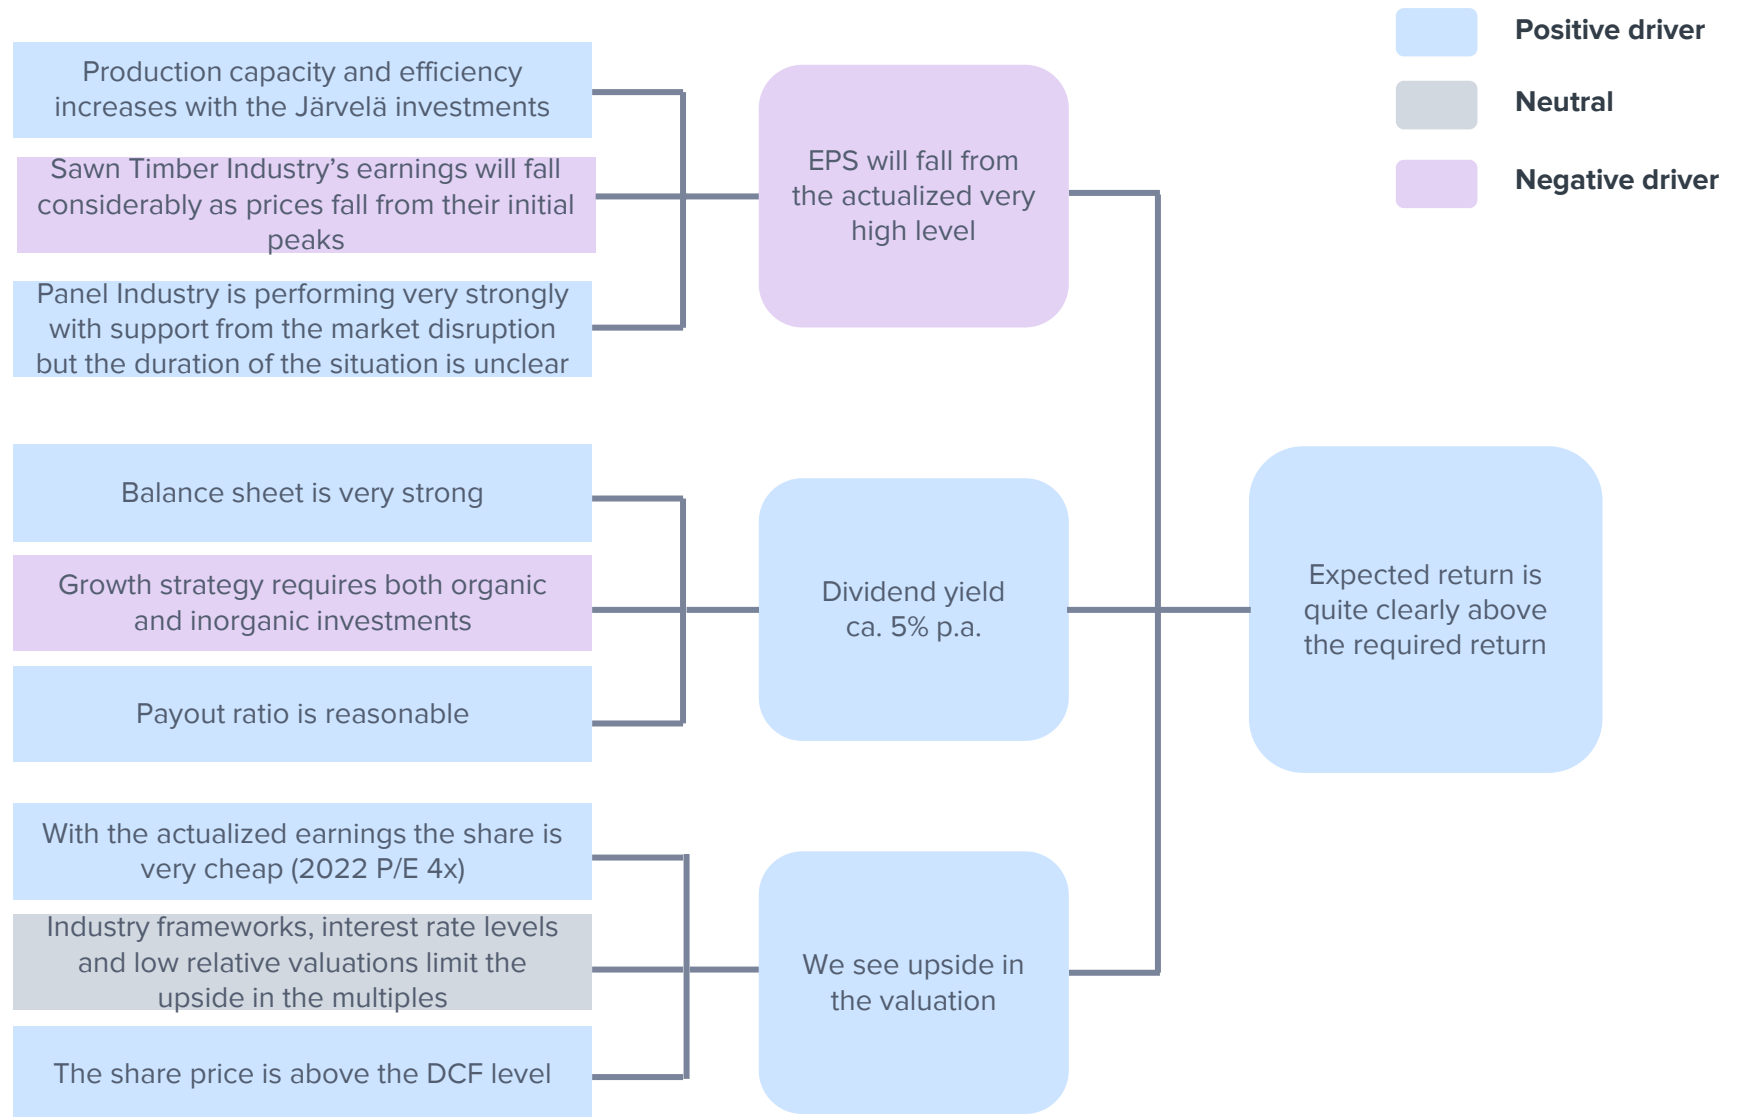 Production capacity and efficiency
increases with the Järvelä investments
Sawn Timber Industry’s earnings will fall
considerably as prices fall from their initial
peaks
Panel Industry is performing very strongly
with support from the market disruption
but the duration of the situation is unclear
EPS will fall from
the actualized very
high level
Balance sheet is very strong
Growth strategy requires both organic
and inorganic investments
Payout ratio is reasonable
Dividend yield
ca. 5% p.a.
With the actualized earnings the share is
very cheap (2022 P/E 4x)
Industry frameworks, interest rate levels
and low relative valuations limit the
upside in the multiples
The share price is above the DCF level
We see upside in
the valuation
Expected return is
quite clearly above
the required return
Positive driver
Neutral
Negative driver